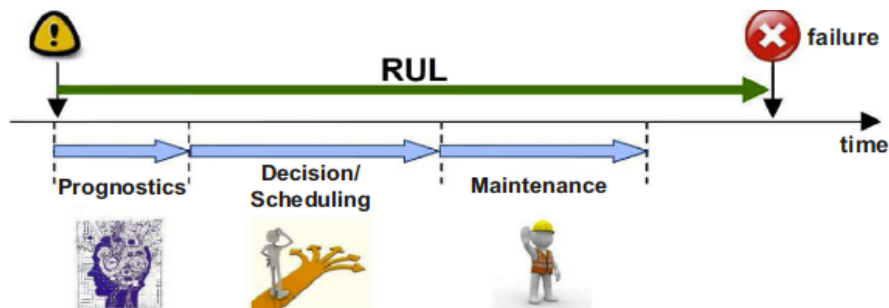 failure
RUL
time
Prognostics
Decision/
Scheduling
Maintenance